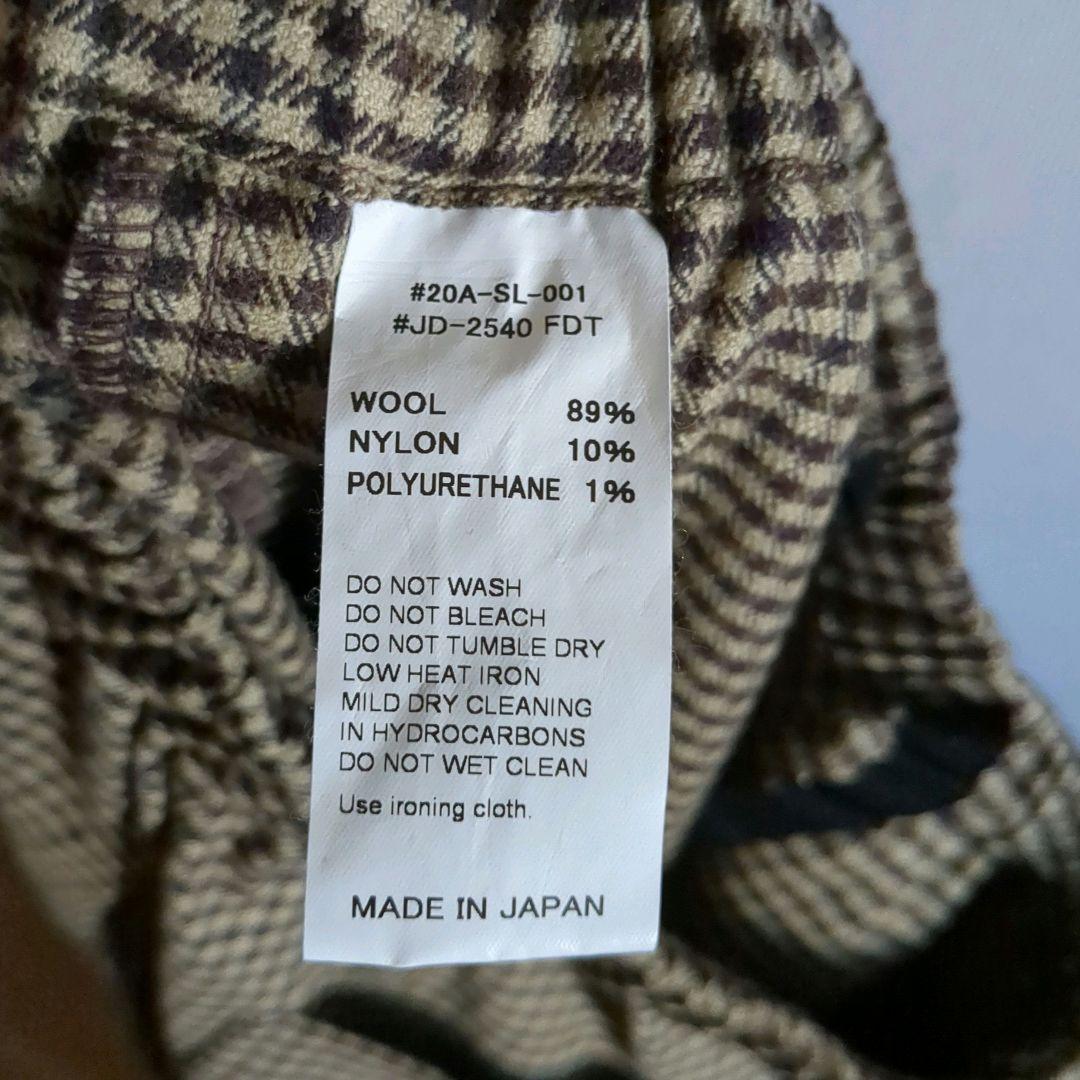 #20A-SL-001
#JD-2540 FDT
WOOL 89%
NYLON 10%
POLYURETHANE 1%
DO NOT WASH
DO NOT BLEACH
DO NOT TUMBLE DRY
LOW HEAT IRON
MILD DRY CLEANING
IN HYDROCARBONS
DO NOT WET CLEAN
Use ironing cloth.
MADE IN JAPAN